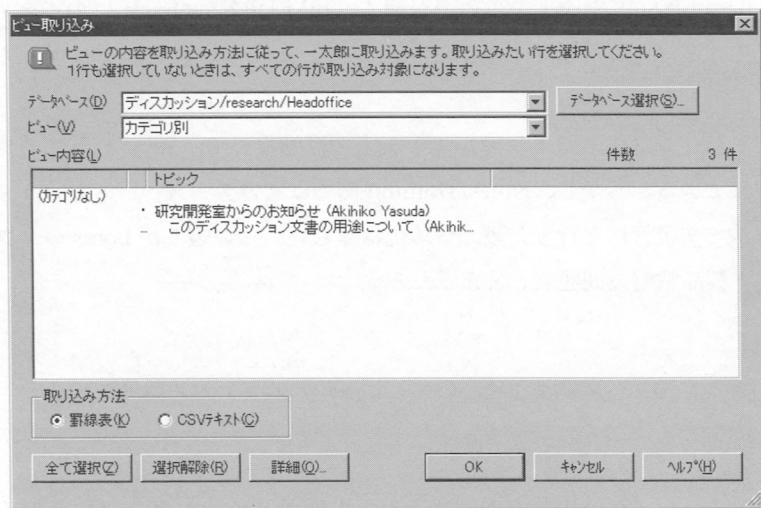 ビュー取り込み
ビューの内容を取り込み方法に従って、一太郎に取り込みます。取り込みたい行を選択してください。
1行も選択していないときは、すべての行が取り込み対象になります。
データベース(D) ディスカッション/research/Headoffice データベース選択(S)...
ビュー(V) カテゴリ別
ビュー内容(L) 件数 3 件
トピック
(カテゴリなし)
・ 研究開発室からのお知らせ (Akihiko Yasuda)
... このディスカッション文書の用途について (Akihik...
取り込み方法
罫線表(K) CSVテキスト(C)
全て選択(Z) 選択解除(R) 詳細(O)... OK キャンセル ヘルプ(H)